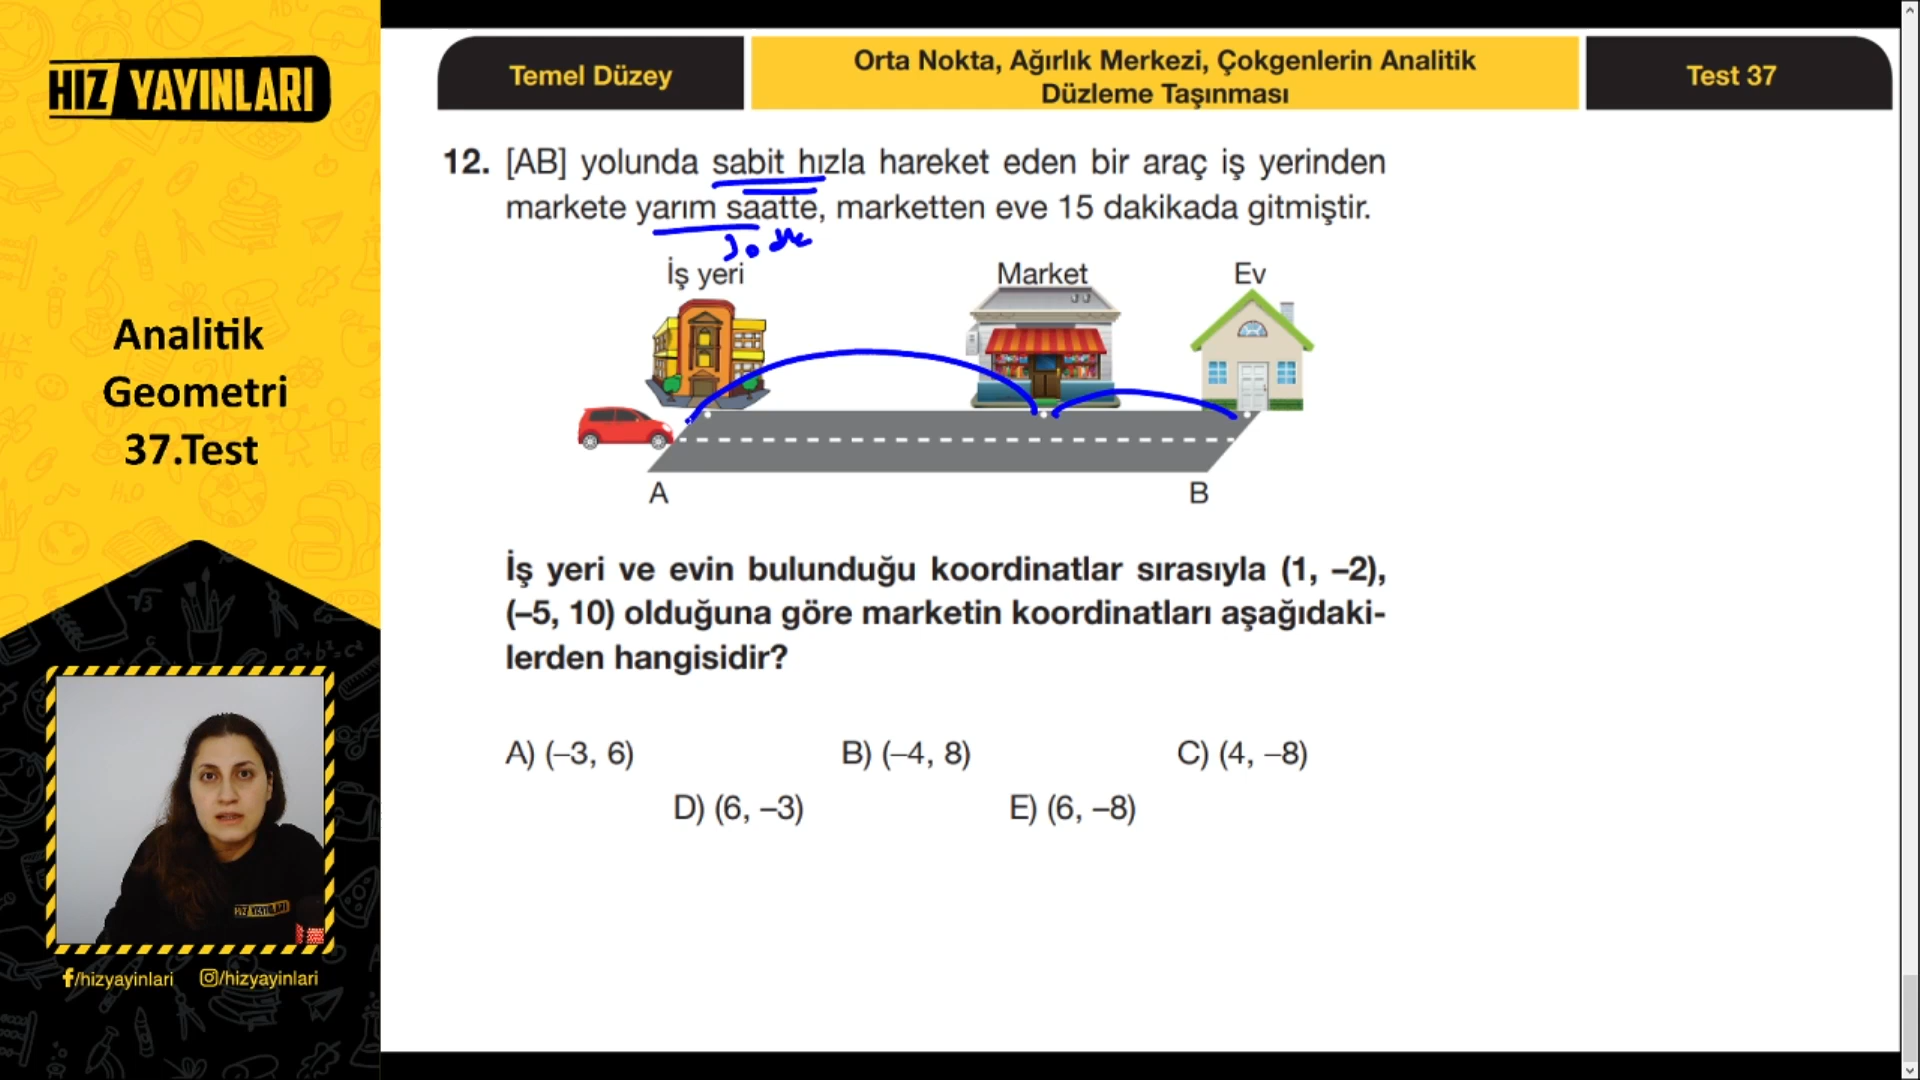 HIZ YAYINLARI
Analitik
Geometri
37.Test
/hizyayinlari
/hizyayinlari
Temel Düzey
Orta Nokta, Ağırlık Merkezi, Çokgenlerin Analitik
Düzleme Taşınması
Test 37
12. [AB] yolunda sabit hızla hareket eden bir araç iş yerinden
markete yarım saatte, marketten eve 15 dakikada gitmiştir.
İş yeri
Market
Ev
A
B
İş yeri ve evin bulunduğu koordinatlar sırasıyla (1, –2),
(–5, 10) olduğuna göre marketin koordinatları aşağıdaki-
lerden hangisidir?
A) (–3, 6)
B) (–4, 8)
C) (4, –8)
D) (6, –3)
E) (6, –8)